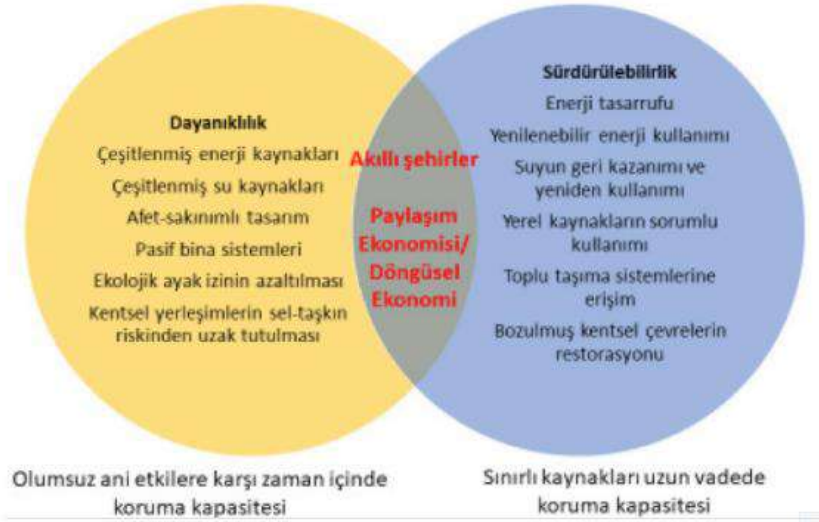 Dayanıklılık
Çeşitlenmiş enerji kaynakları
Çeşitlenmiş su kaynakları
Afet-sakınımlı tasarım
Pasif bina sistemleri
Ekolojik ayak izinin azaltılması
Kentsel yerleşimlerin sel-taşkın
riskinden uzak tutulması
Akıllı şehirler
Paylaşım
Ekonomisi/
Döngüsel
Ekonomi
Sürdürülebilirlik
Enerji tasarrufu
Yenilenebilir enerji kullanımı
Suyun geri kazanımı ve
yeniden kullanımı
Yerel kaynakların sorumlu
kullanımı
Toplu taşıma sistemlerine
erişim
Bozulmuş kentsel çevrelerin
restorasyonu
Olumsuz ani etkilere karşı zaman içinde
koruma kapasitesi
Sınırlı kaynakları uzun vadede
koruma kapasitesi